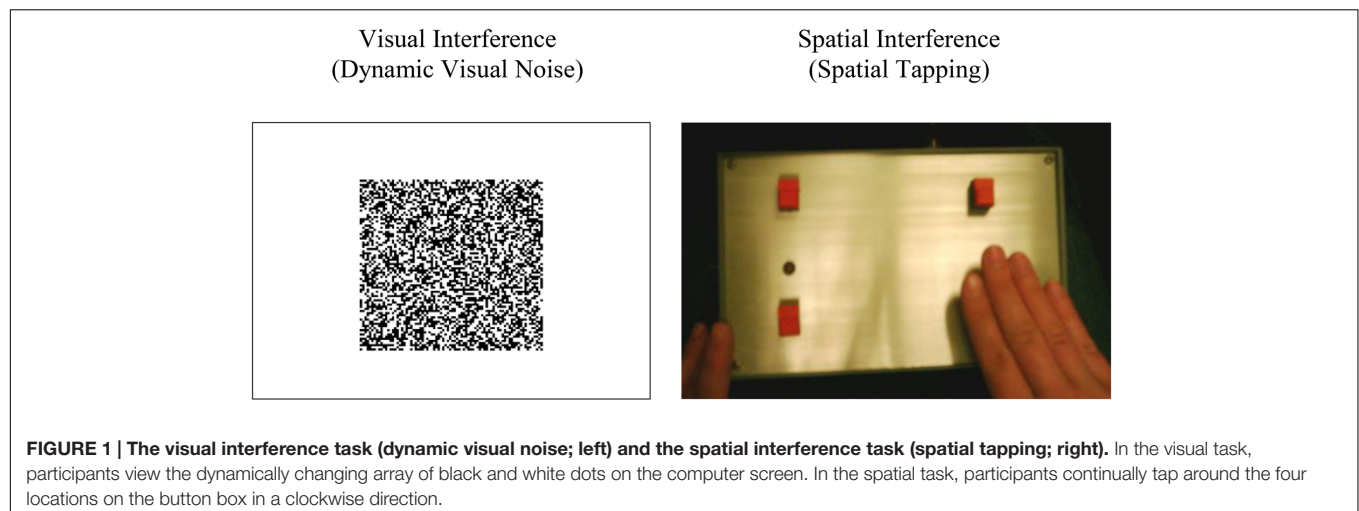 Visual Interference
(Dynamic Visual Noise)
Spatial Interference
(Spatial Tapping)
FIGURE 1 | The visual interference task (dynamic visual noise; left) and the spatial interference task (spatial tapping; right). In the visual task,
participants view the dynamically changing array of black and white dots on the computer screen. In the spatial task, participants continually tap around the four
locations on the button box in a clockwise direction.